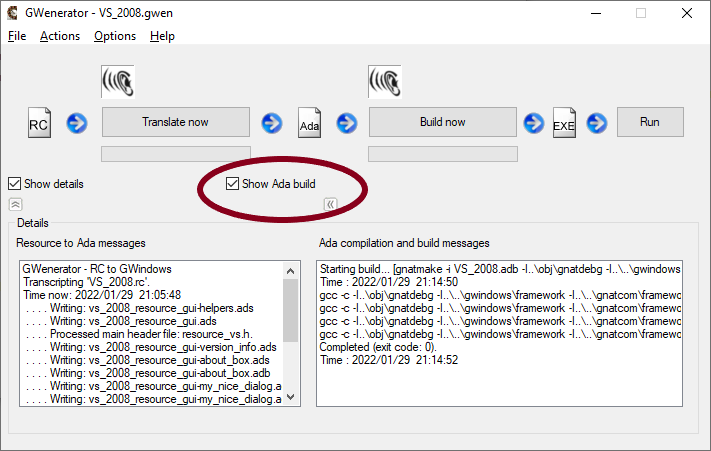 GWenerator - VS_2008.gwen
File Actions Options Help
RC Translate now Ada Build now EXE Run
Show details Show Ada build
Details
Resource to Ada messages
GWenerator - RC to GWindows
Transcripting 'VS_2008.rc'.
Time now: 2022/01/29 21:05:48
. . . . Writing: vs_2008_resource_gui-helpers.ads
. . . . Writing: vs_2008_resource_gui.ads
. . . . Processed main header file: resource_vs.h.
. . . . Writing: vs_2008_resource_gui-version_info.ads
. . . . Writing: vs_2008_resource_gui-about_box.ads
. . . . Writing: vs_2008_resource_gui-about_box.adb
. . . . Writing: vs_2008_resource_gui-my_nice_dialog.a
. . . . Writing: vs_2008_resource_gui-my_nice_dialog.a
Ada compilation and build messages
Starting build... [gnatmake -i VS_2008.adb -I..\obj\gnatdebg -I..\..\gwindows
Time : 2022/01/29 21:14:50
gcc -c -I..\obj\gnatdebg -I..\..\gwindows\framework -I..\..\gnatcom\framewo
gcc -c -I..\obj\gnatdebg -I..\..\gwindows\framework -I..\..\gnatcom\framewo
gcc -c -I..\obj\gnatdebg -I..\..\gwindows\framework -I..\..\gnatcom\framewo
gcc -c -I..\obj\gnatdebg -I..\..\gwindows\framework -I..\..\gnatcom\framewo
Completed (exit code: 0).
Time : 2022/01/29 21:14:52